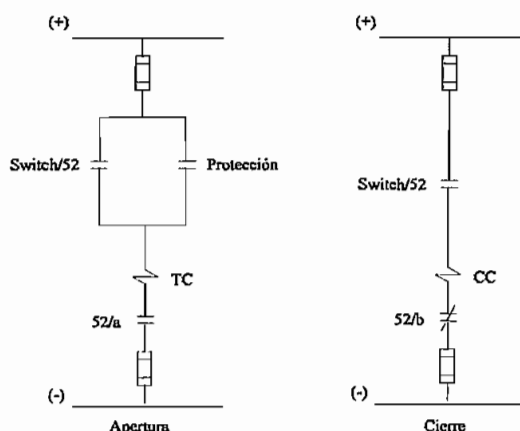 (+)
Switch/52
Protección
TC
52/a
(-)
Apertura
(+)
Switch/52
CC
52/b
(-)
Cierre